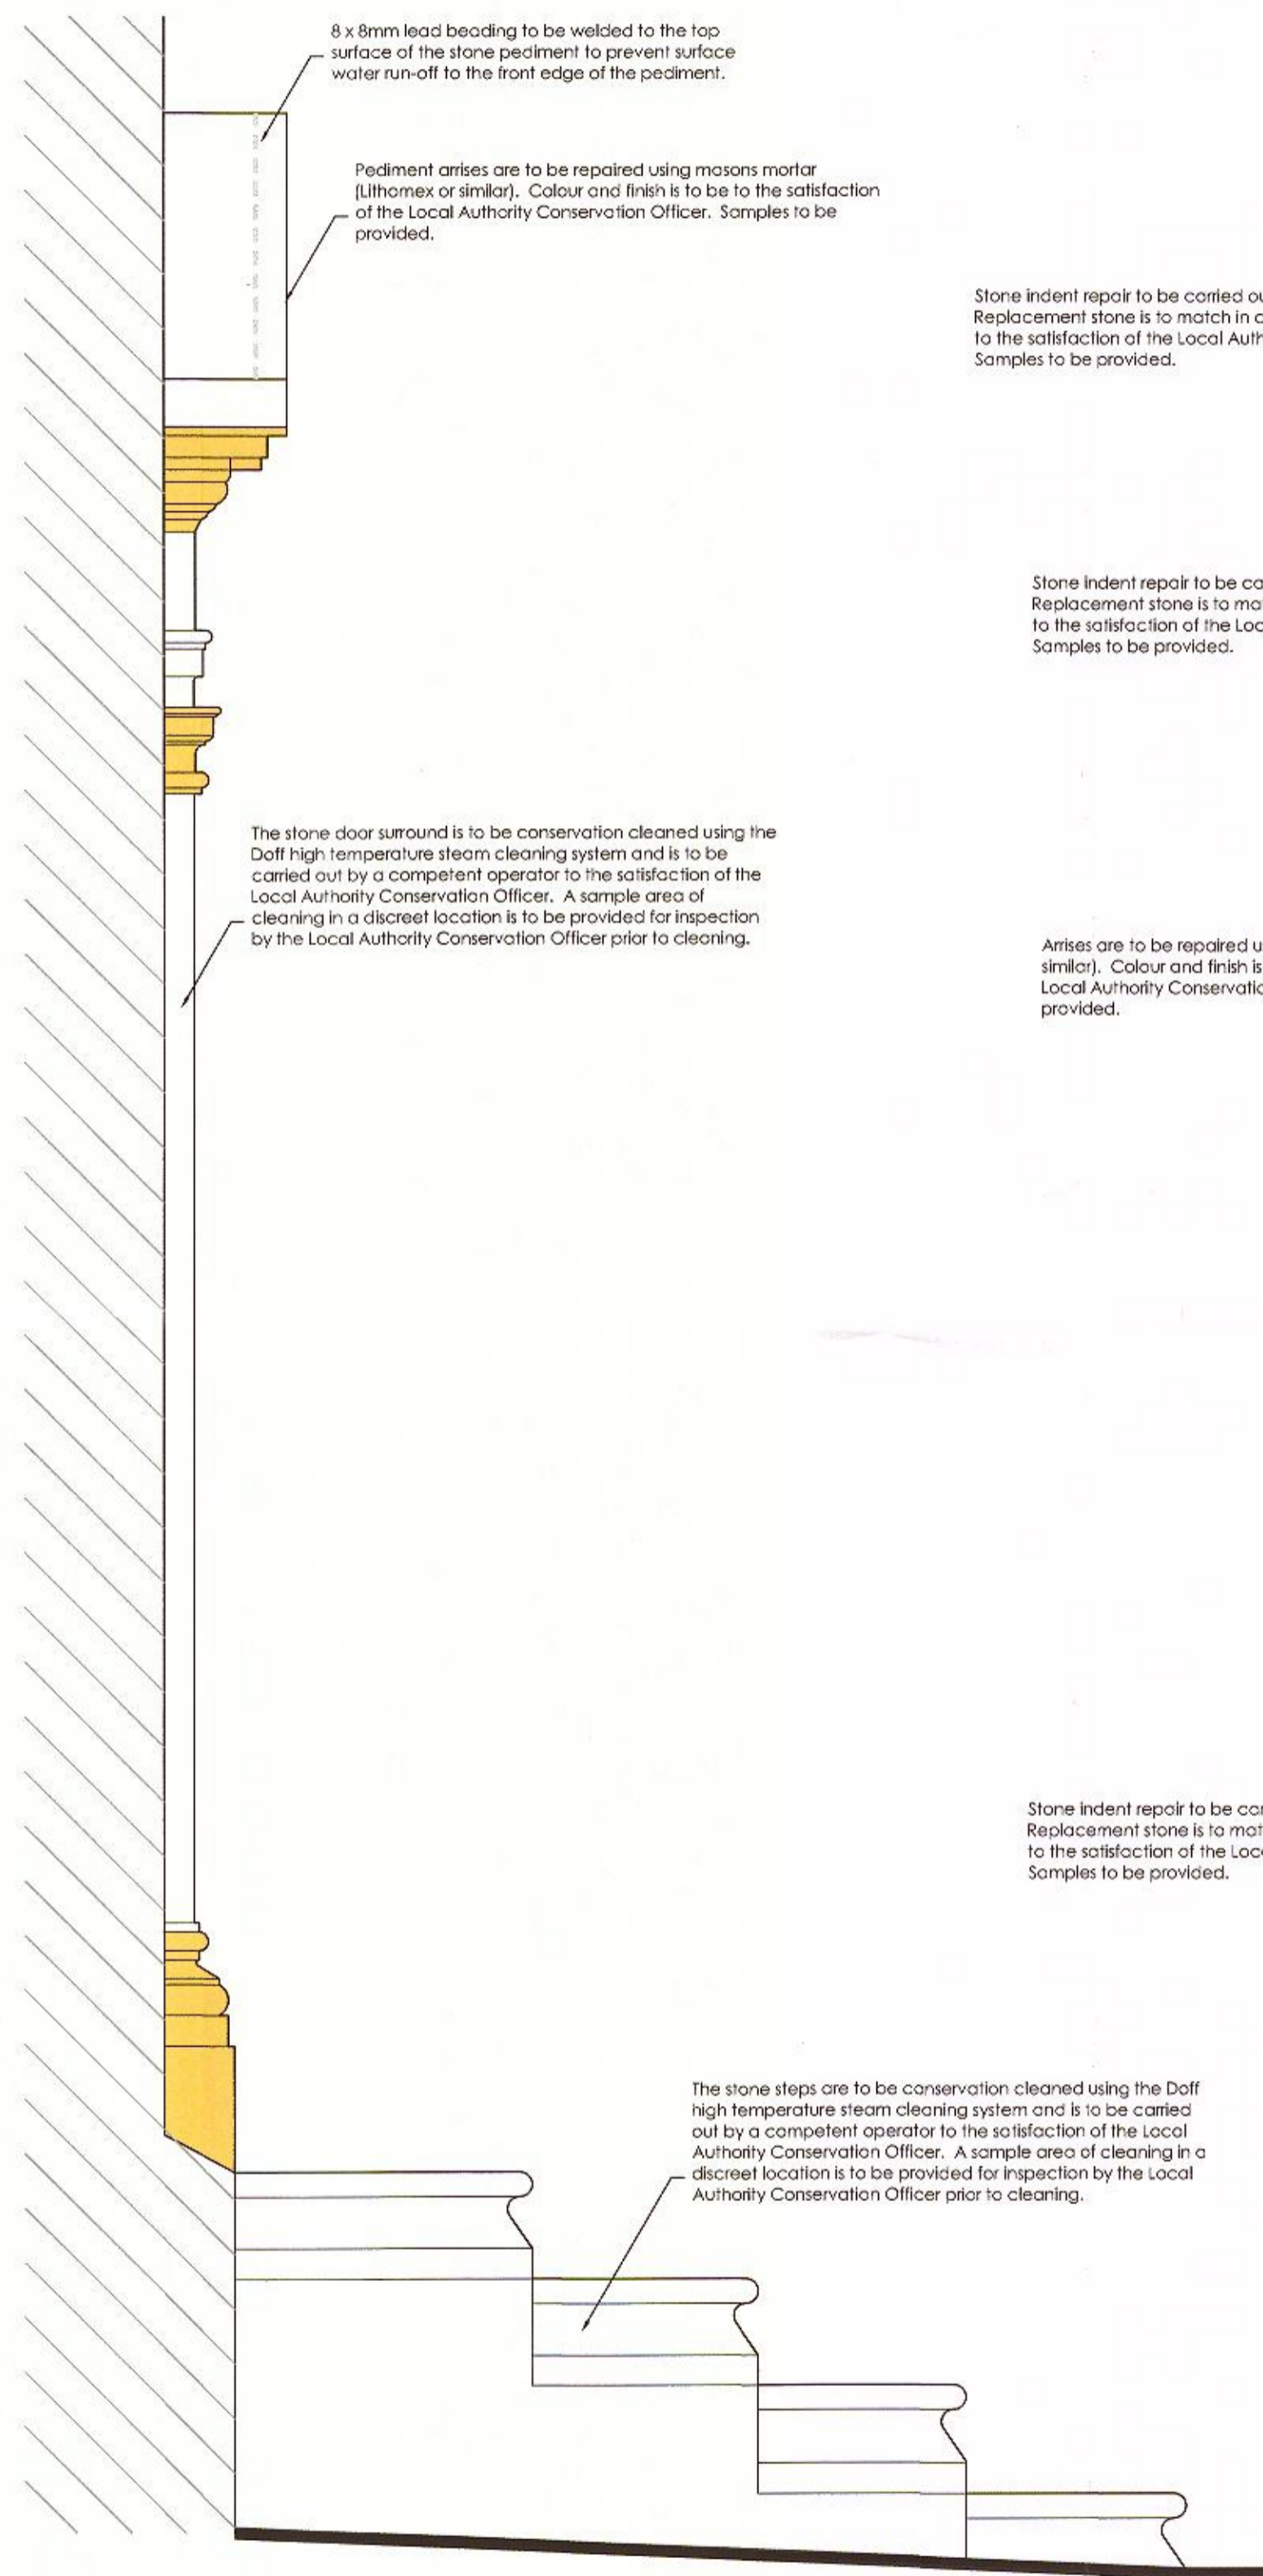 8 x 8mm lead beading to be welded to the top
surface of the stone pediment to prevent surface
water run-off to the front edge of the pediment.
Pediment arrises are to be repaired using masons mortar
(Lithomex or similar). Colour and finish is to be to the satisfaction
of the Local Authority Conservation Officer. Samples to be
provided.
Stone indent repair to be carried ou
Replacement stone is to match in c
to the satisfaction of the Local Auth
Samples to be provided.
Stone indent repair to be ca
Replacement stone is to ma
to the satisfaction of the Loc
Samples to be provided.
The stone door surround is to be conservation cleaned using the
Doff high temperature steam cleaning system and is to be
carried out by a competent operator to the satisfaction of the
Local Authority Conservation Officer. A sample area of
cleaning in a discreet location is to be provided for inspection
by the Local Authority Conservation Officer prior to cleaning.
Arrises are to be repaired u
similar). Colour and finish is
Local Authority Conservatio
provided.
Stone indent repair to be car
Replacement stone is to mat
to the satisfaction of the Loc
Samples to be provided.
The stone steps are to be conservation cleaned using the Doff
high temperature steam cleaning system and is to be carried
out by a competent operator to the satisfaction of the Local
Authority Conservation Officer. A sample area of cleaning in a
discreet location is to be provided for inspection by the Local
Authority Conservation Officer prior to cleaning.